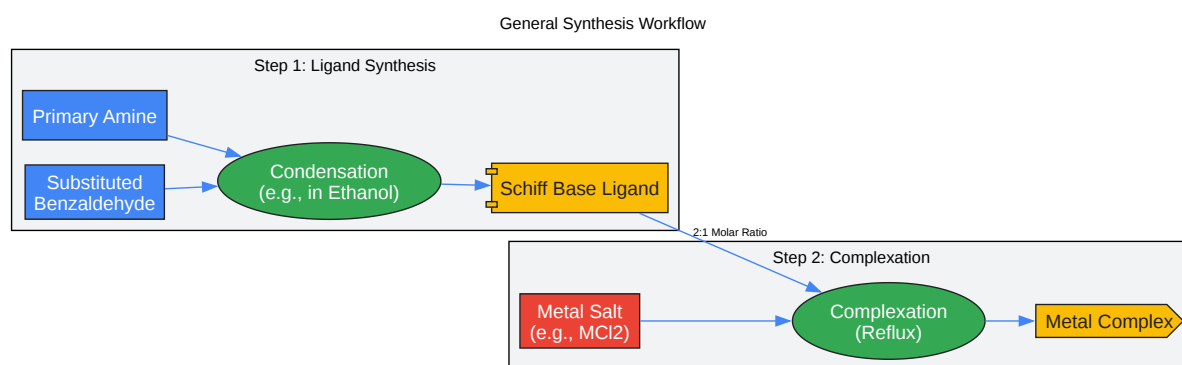 General Synthesis Workflow
Step 1: Ligand Synthesis
Primary Amine
Substituted
Benzaldehyde
Condensation
(e.g., in Ethanol)
Schiff Base Ligand
2:1 Molar Ratio
Step 2: Complexation
Metal Salt
(e.g., MCl2)
Complexation
(Reflux)
Metal Complex